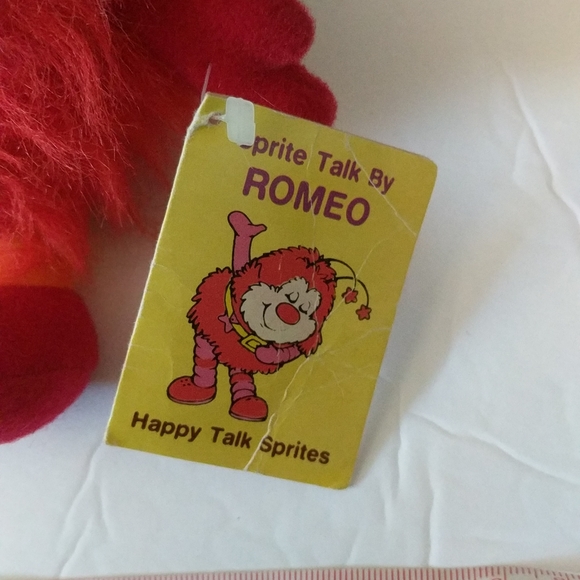 Sprite Talk By
ROMEO
Happy Talk Sprites